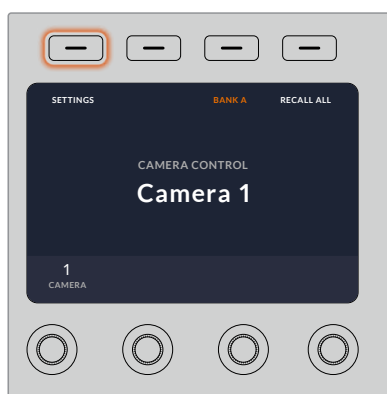 SETTINGS BANK A RECALL ALL
CAMERA CONTROL
Camera 1
1
CAMERA